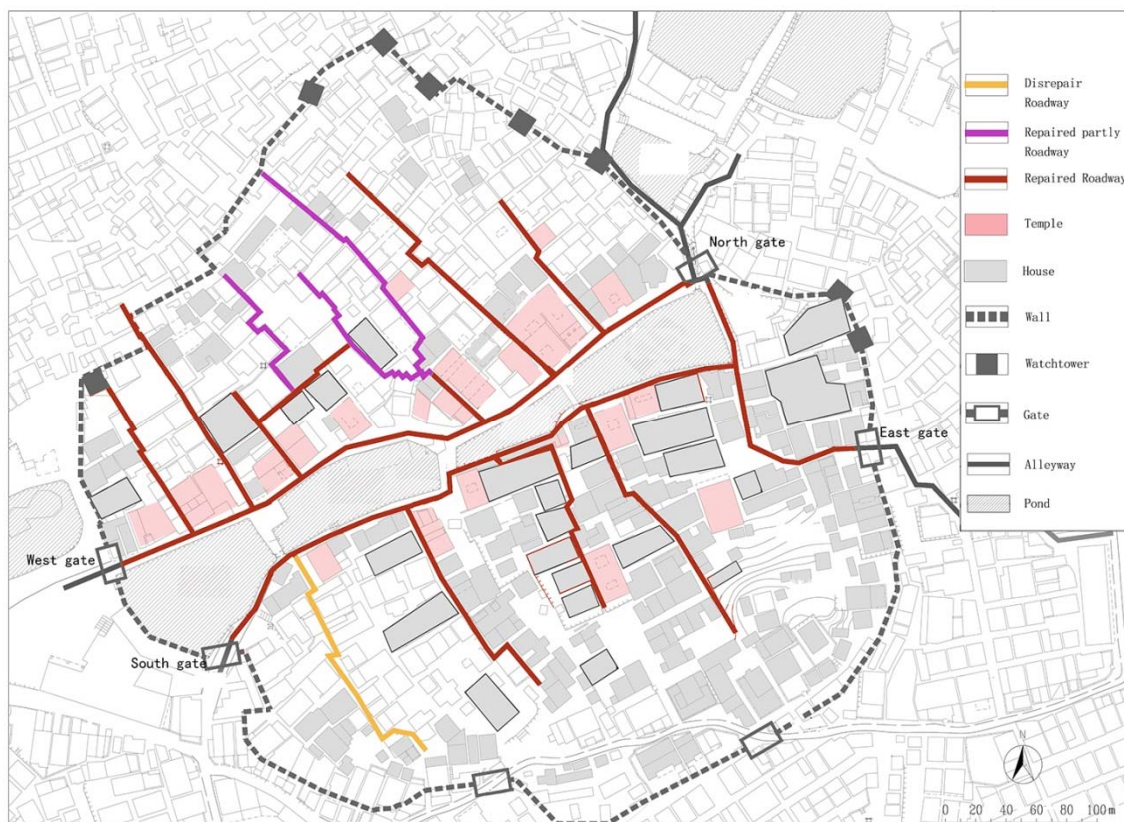 Disrepair
Roadway
Repaired partly
Roadway
Repaired Roadway
Temple
North gate
House
Wall
Watchtower
Gate
East gate
Alleyway
Pond
West gate
South gate
N
0 20 40 60 80 100m